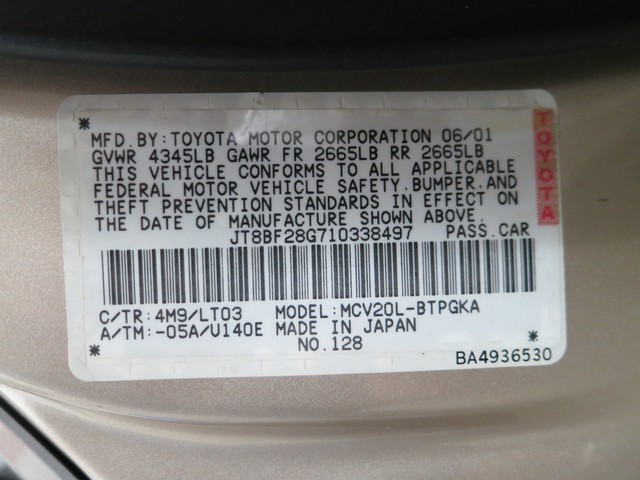 MFD.BY:TOYOTA MOTOR CORPORATION 06/01
GVWR 4345LB GAWR FR 2665LB RR 2665LB
THIS VEHICLE CONFORMS TO ALL APPLICABLE
FEDERAL MOTOR VEHICLE SAFETY.BUMPER.AND
THEFT PREVENTION STANDARDS IN EFFECT ON
THE DATE OF MANUFACTURE SHOWN ABOVE.
JT8BF28G710338497 PASS.CAR
TOYOTA
C/TR:4M9/LT03 MODEL:MCV20L-BTPGKA
A/TM:-05A/U140E MADE IN JAPAN
NO.128
BA4936530